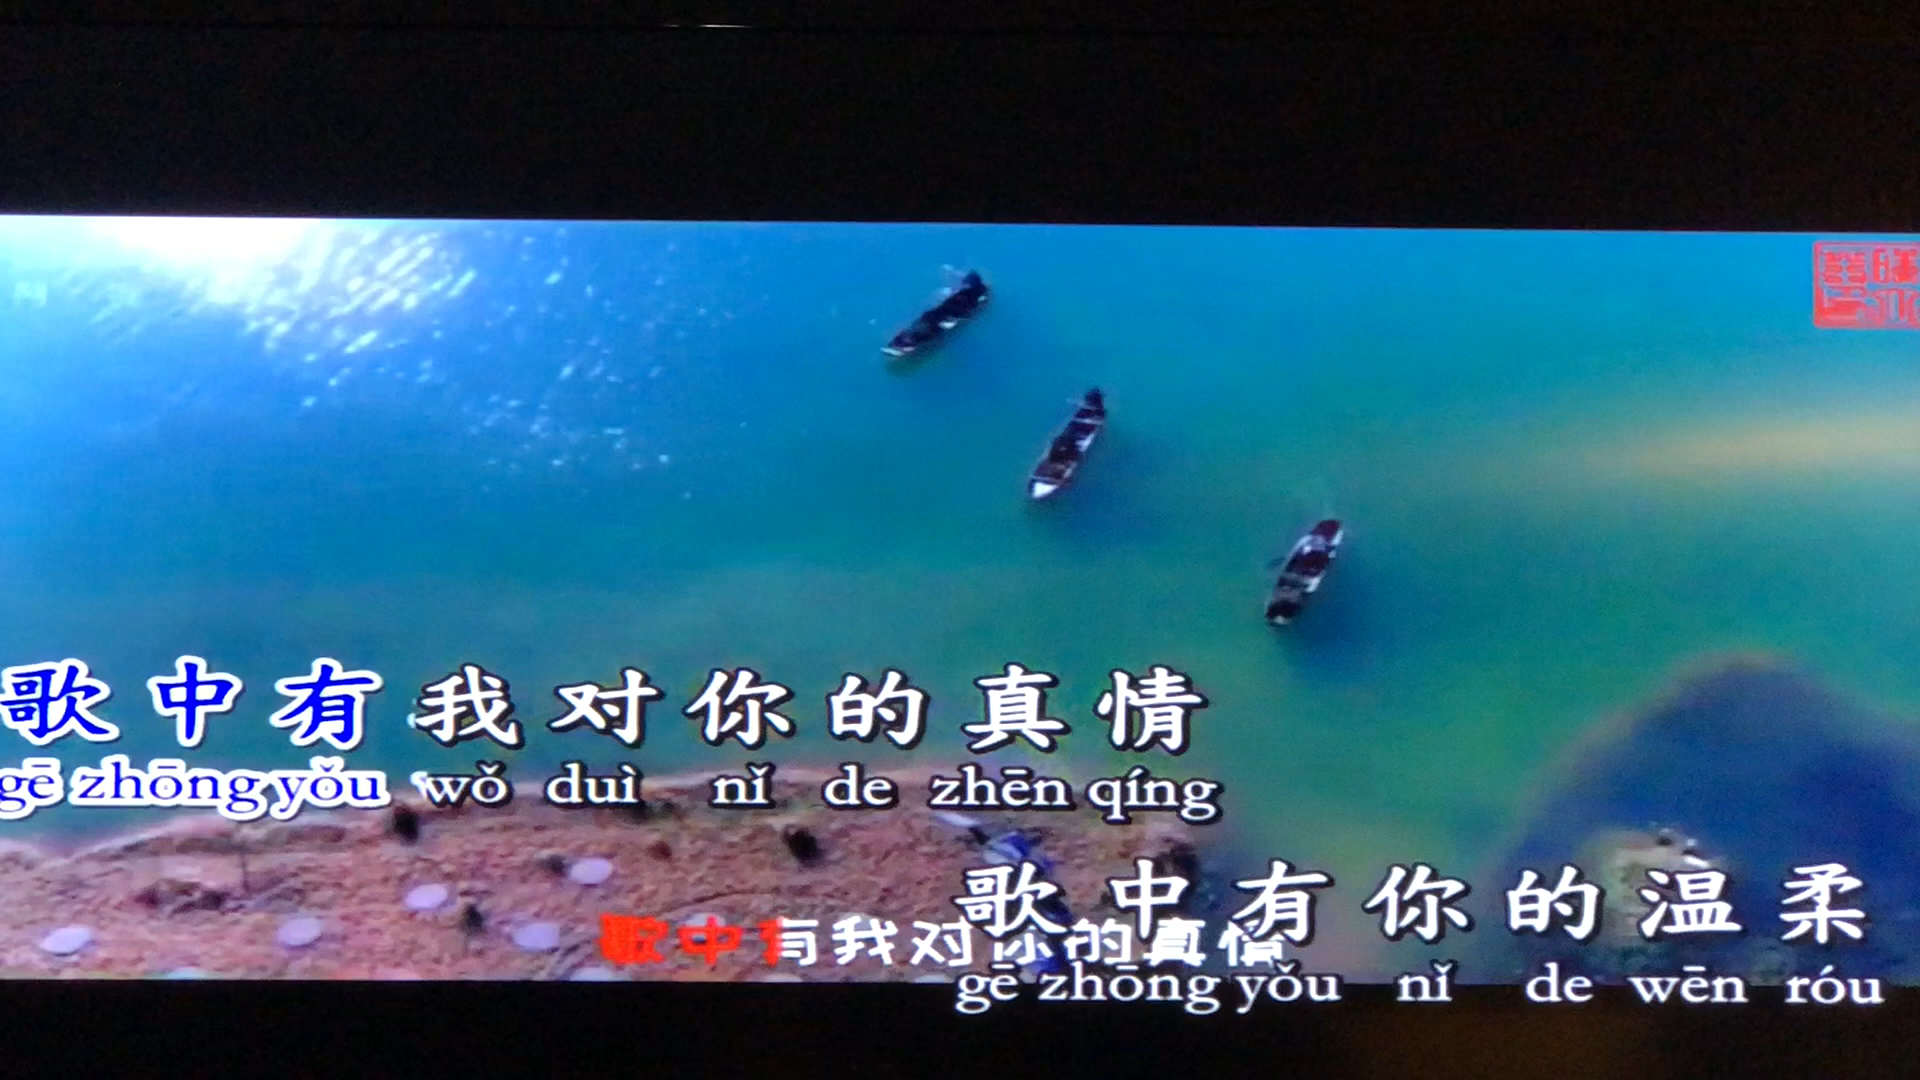 歌中有我对你的真情
gē zhōng yǒu wǒ duì nǐ de zhēn qíng
歌中有你的温柔
歌中有我对你的真情
gē zhōng yǒu nǐ de wēn róu